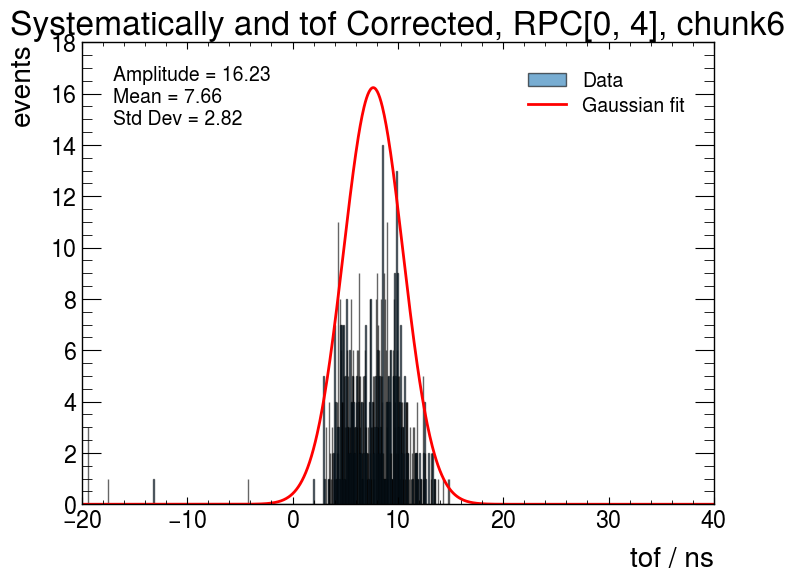 Systematically and tof Corrected, RPC[0, 4], chunk6
events
18
16
14
12
10
8
6
4
2
0
Amplitude = 16.23
Mean = 7.66
Std Dev = 2.82
Data
Gaussian fit
−20
−10
0
10
20
30
40
tof / ns